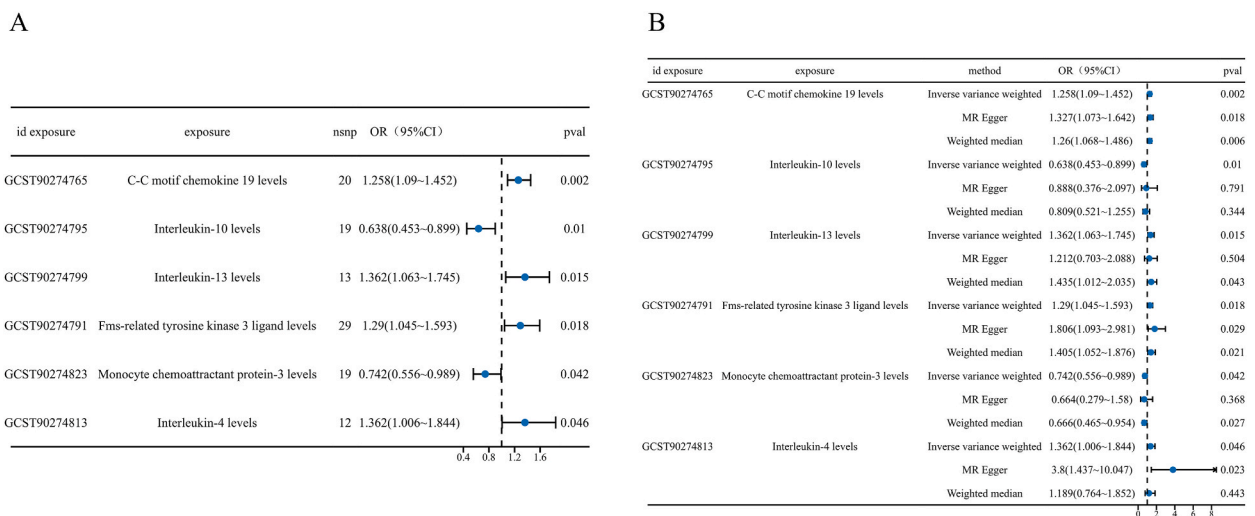 A
id exposure exposure nsnp OR（95%CI） pval
GCST90274765 C-C motif chemokine 19 levels 20 1.258(1.09~1.452) 0.002
GCST90274795 Interleukin-10 levels 19 0.638(0.453~0.899) 0.01
GCST90274799 Interleukin-13 levels 13 1.362(1.063~1.745) 0.015
GCST90274791 Fms-related tyrosine kinase 3 ligand levels 29 1.29(1.045~1.593) 0.018
GCST90274823 Monocyte chemoattractant protein-3 levels 19 0.742(0.556~0.989) 0.042
GCST90274813 Interleukin-4 levels 12 1.362(1.006~1.844) 0.046
0.4 0.8 1.2 1.6
B
id exposure exposure method OR（95%CI） pval
GCST90274765 C-C motif chemokine 19 levels Inverse variance weighted 1.258(1.09~1.452) 0.002
MR Egger 1.327(1.073~1.642) 0.018
Weighted median 1.26(1.068~1.486) 0.006
GCST90274795 Interleukin-10 levels Inverse variance weighted 0.638(0.453~0.899) 0.01
MR Egger 0.888(0.376~2.097) 0.791
Weighted median 0.809(0.521~1.255) 0.344
GCST90274799 Interleukin-13 levels Inverse variance weighted 1.362(1.063~1.745) 0.015
MR Egger 1.212(0.703~2.088) 0.504
Weighted median 1.435(1.012~2.035) 0.043
GCST90274791 Fms-related tyrosine kinase 3 ligand levels Inverse variance weighted 1.29(1.045~1.593) 0.018
MR Egger 1.806(1.093~2.981) 0.029
Weighted median 1.405(1.052~1.876) 0.021
GCST90274823 Monocyte chemoattractant protein-3 levels Inverse variance weighted 0.742(0.556~0.989) 0.042
MR Egger 0.664(0.279~1.58) 0.368
Weighted median 0.666(0.465~0.954) 0.027
GCST90274813 Interleukin-4 levels Inverse variance weighted 1.362(1.006~1.844) 0.046
MR Egger 3.8(1.437~10.047) 0.023
Weighted median 1.189(0.764~1.852) 0.443
0 2 4 6 8